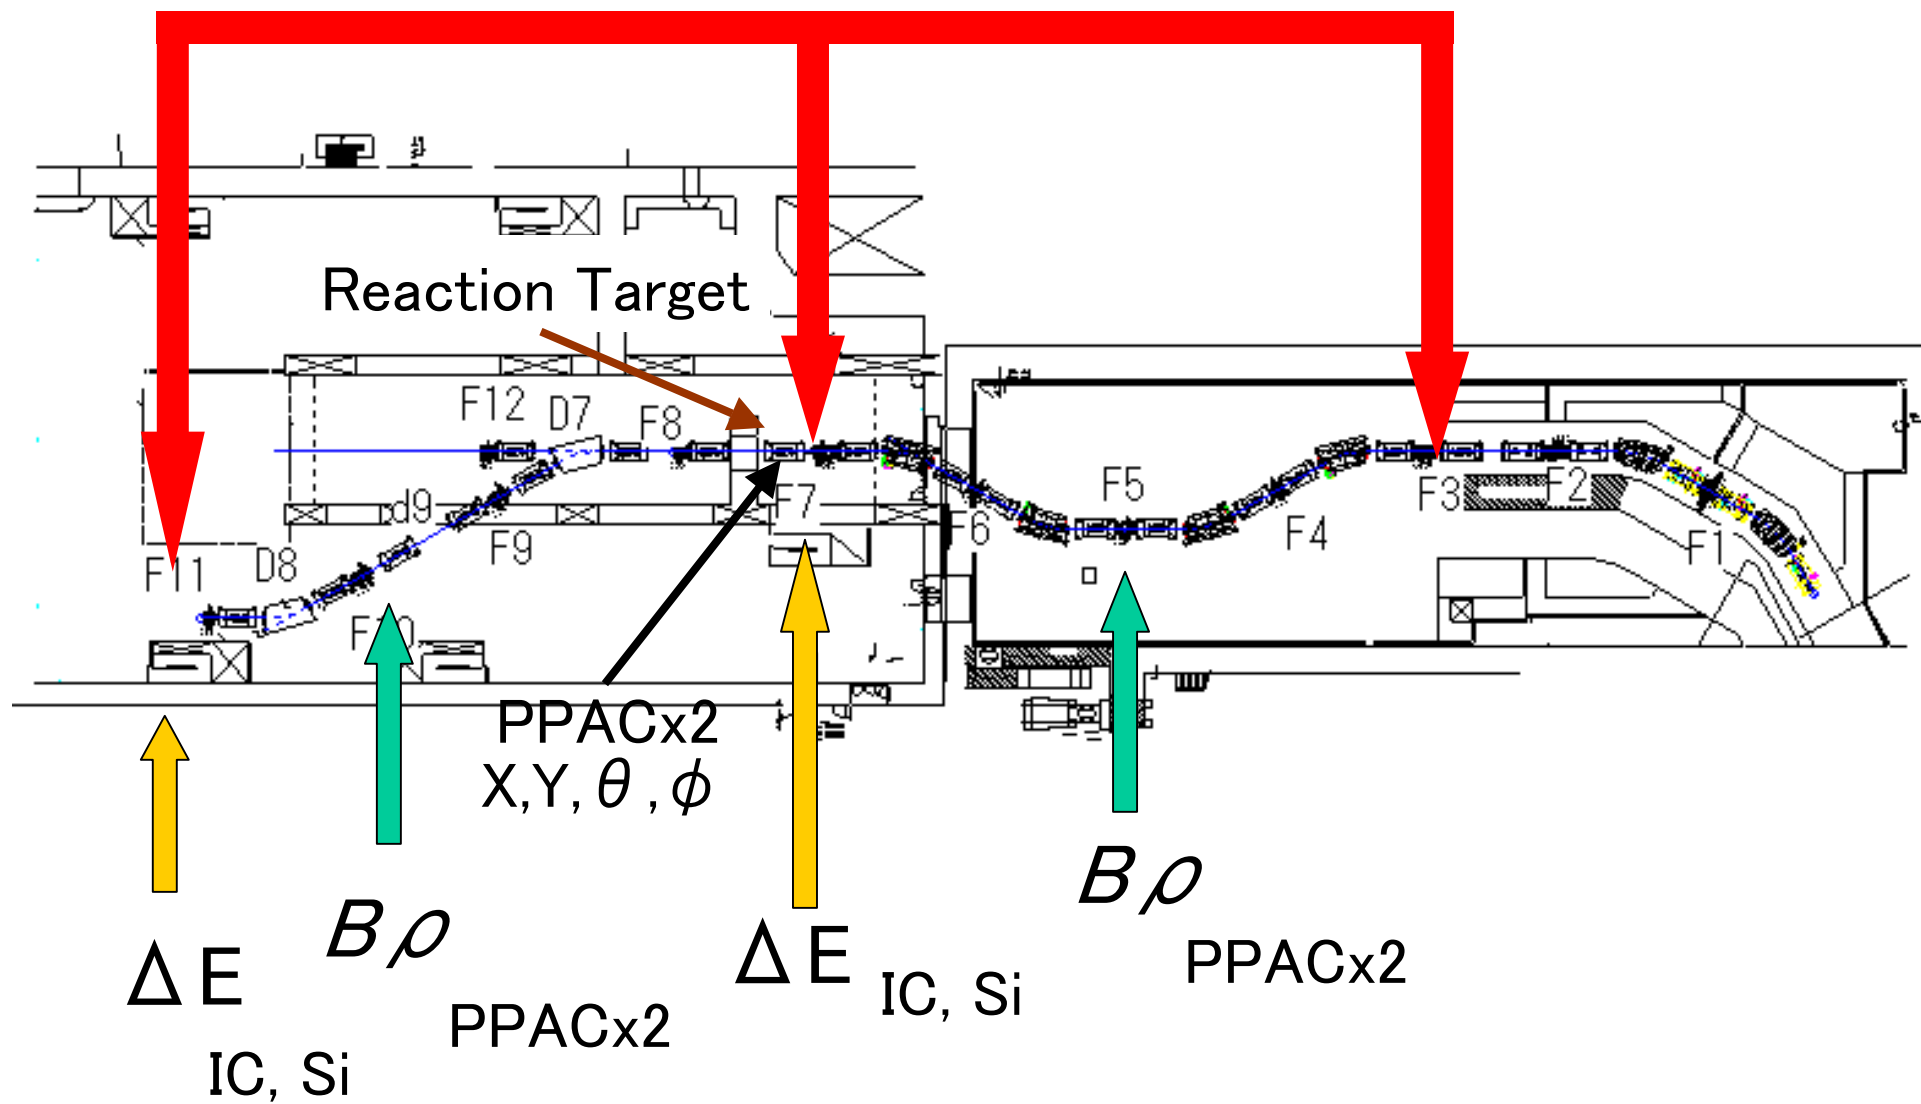 Reaction Target
F12
D7
F8
d9
F7
F9
D8
F11
F10
F6
F5
F4
F3
F2
F1
PPACx2
X,Y,θ,φ
Bρ
PPACx2
Bρ
PPACx2
ΔE
IC, Si
ΔE
IC, Si